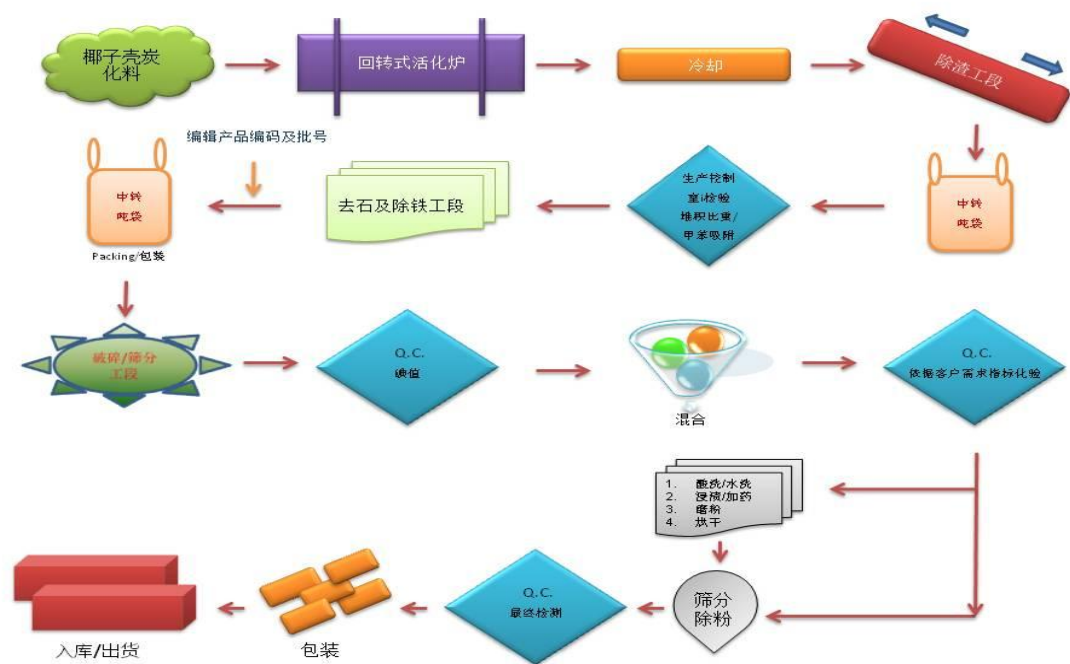 椰子壳炭
化料
回转式活化炉
冷却
除渣工段
中转
吨袋
生产控制
室i检验
堆积比重/
甲苯吸附
去石及除铁工段
编辑产品编码及批号
中转
吨袋
Packing/包装
破碎/筛分
工段
Q.C.
碘值
混合
Q.C.
依据客户需求指标化验
1. 酸洗/水洗
2. 浸渍/加药
3. 磨粉
4. 烘干
筛分
除粉
Q.C.
最终检测
包装
入库/出货